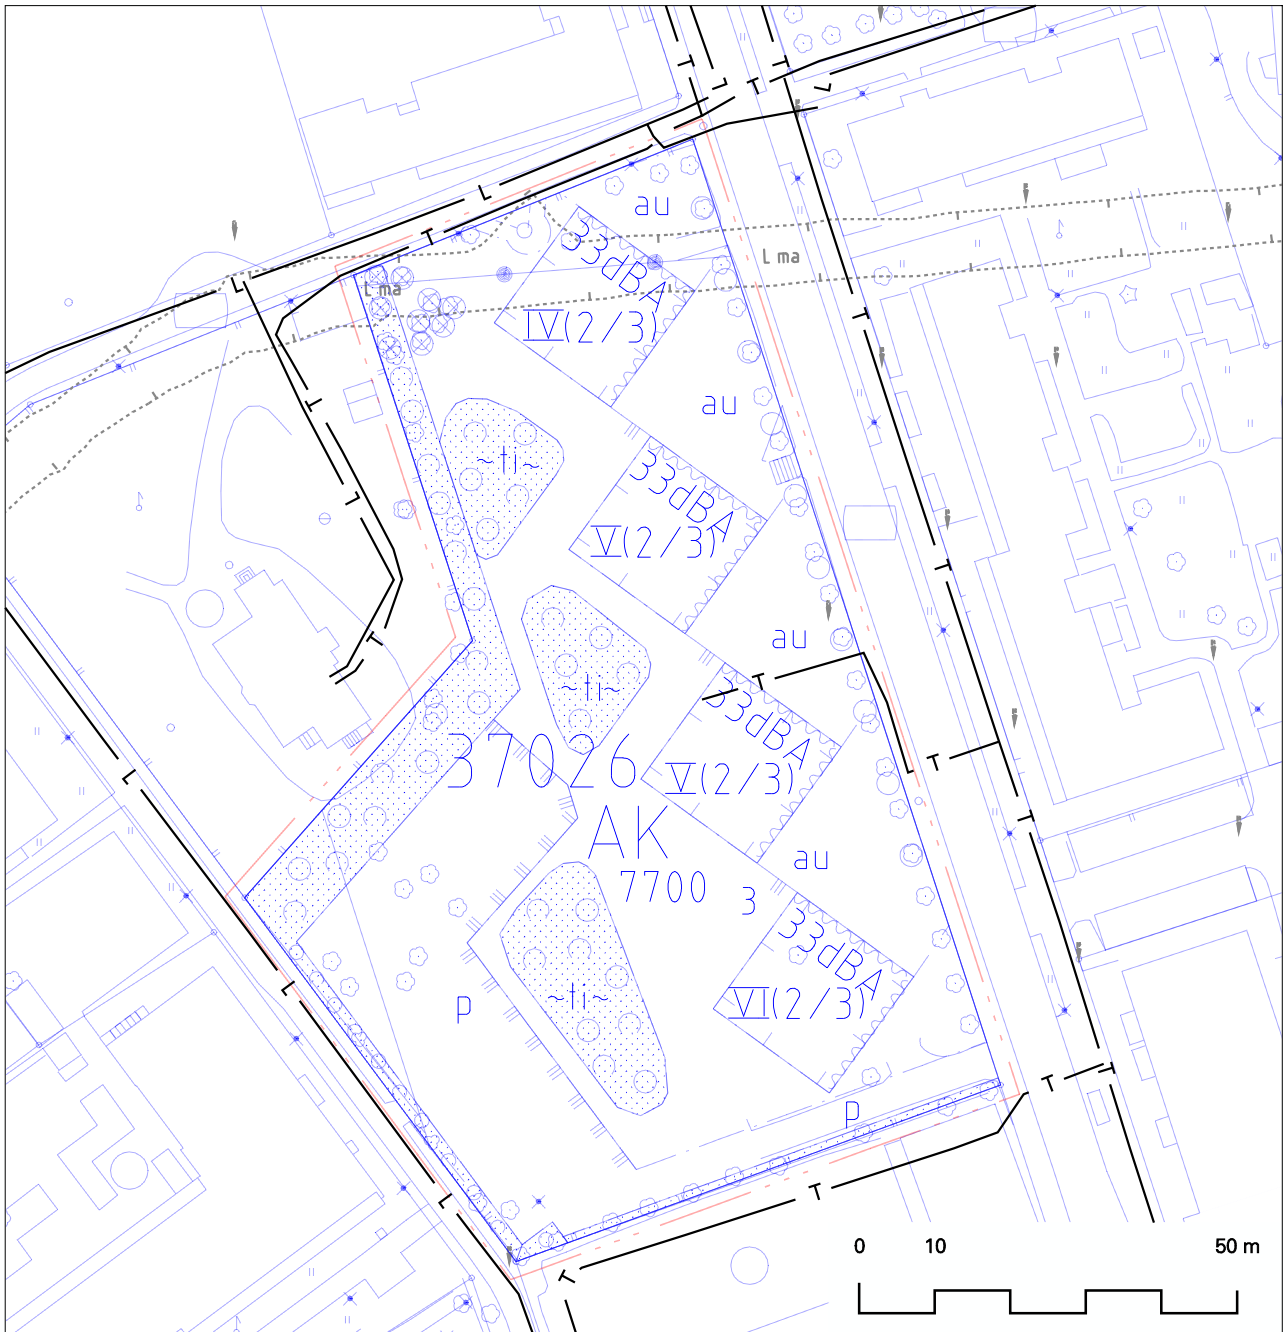 au
33dBA
IV(2/3)
L ma
L ma
au
~ti~
33dBA
V(2/3)
au
~ti~
33dBA
V(2/3)
37026
AK
7700
3
au
33dBA
VI(2/3)
~ti~
p
p
0 10 50 m
T
T
T
L
L
T
L
T
T
L
T
T
T
T
L
T
T
L
T
T
L
T
T